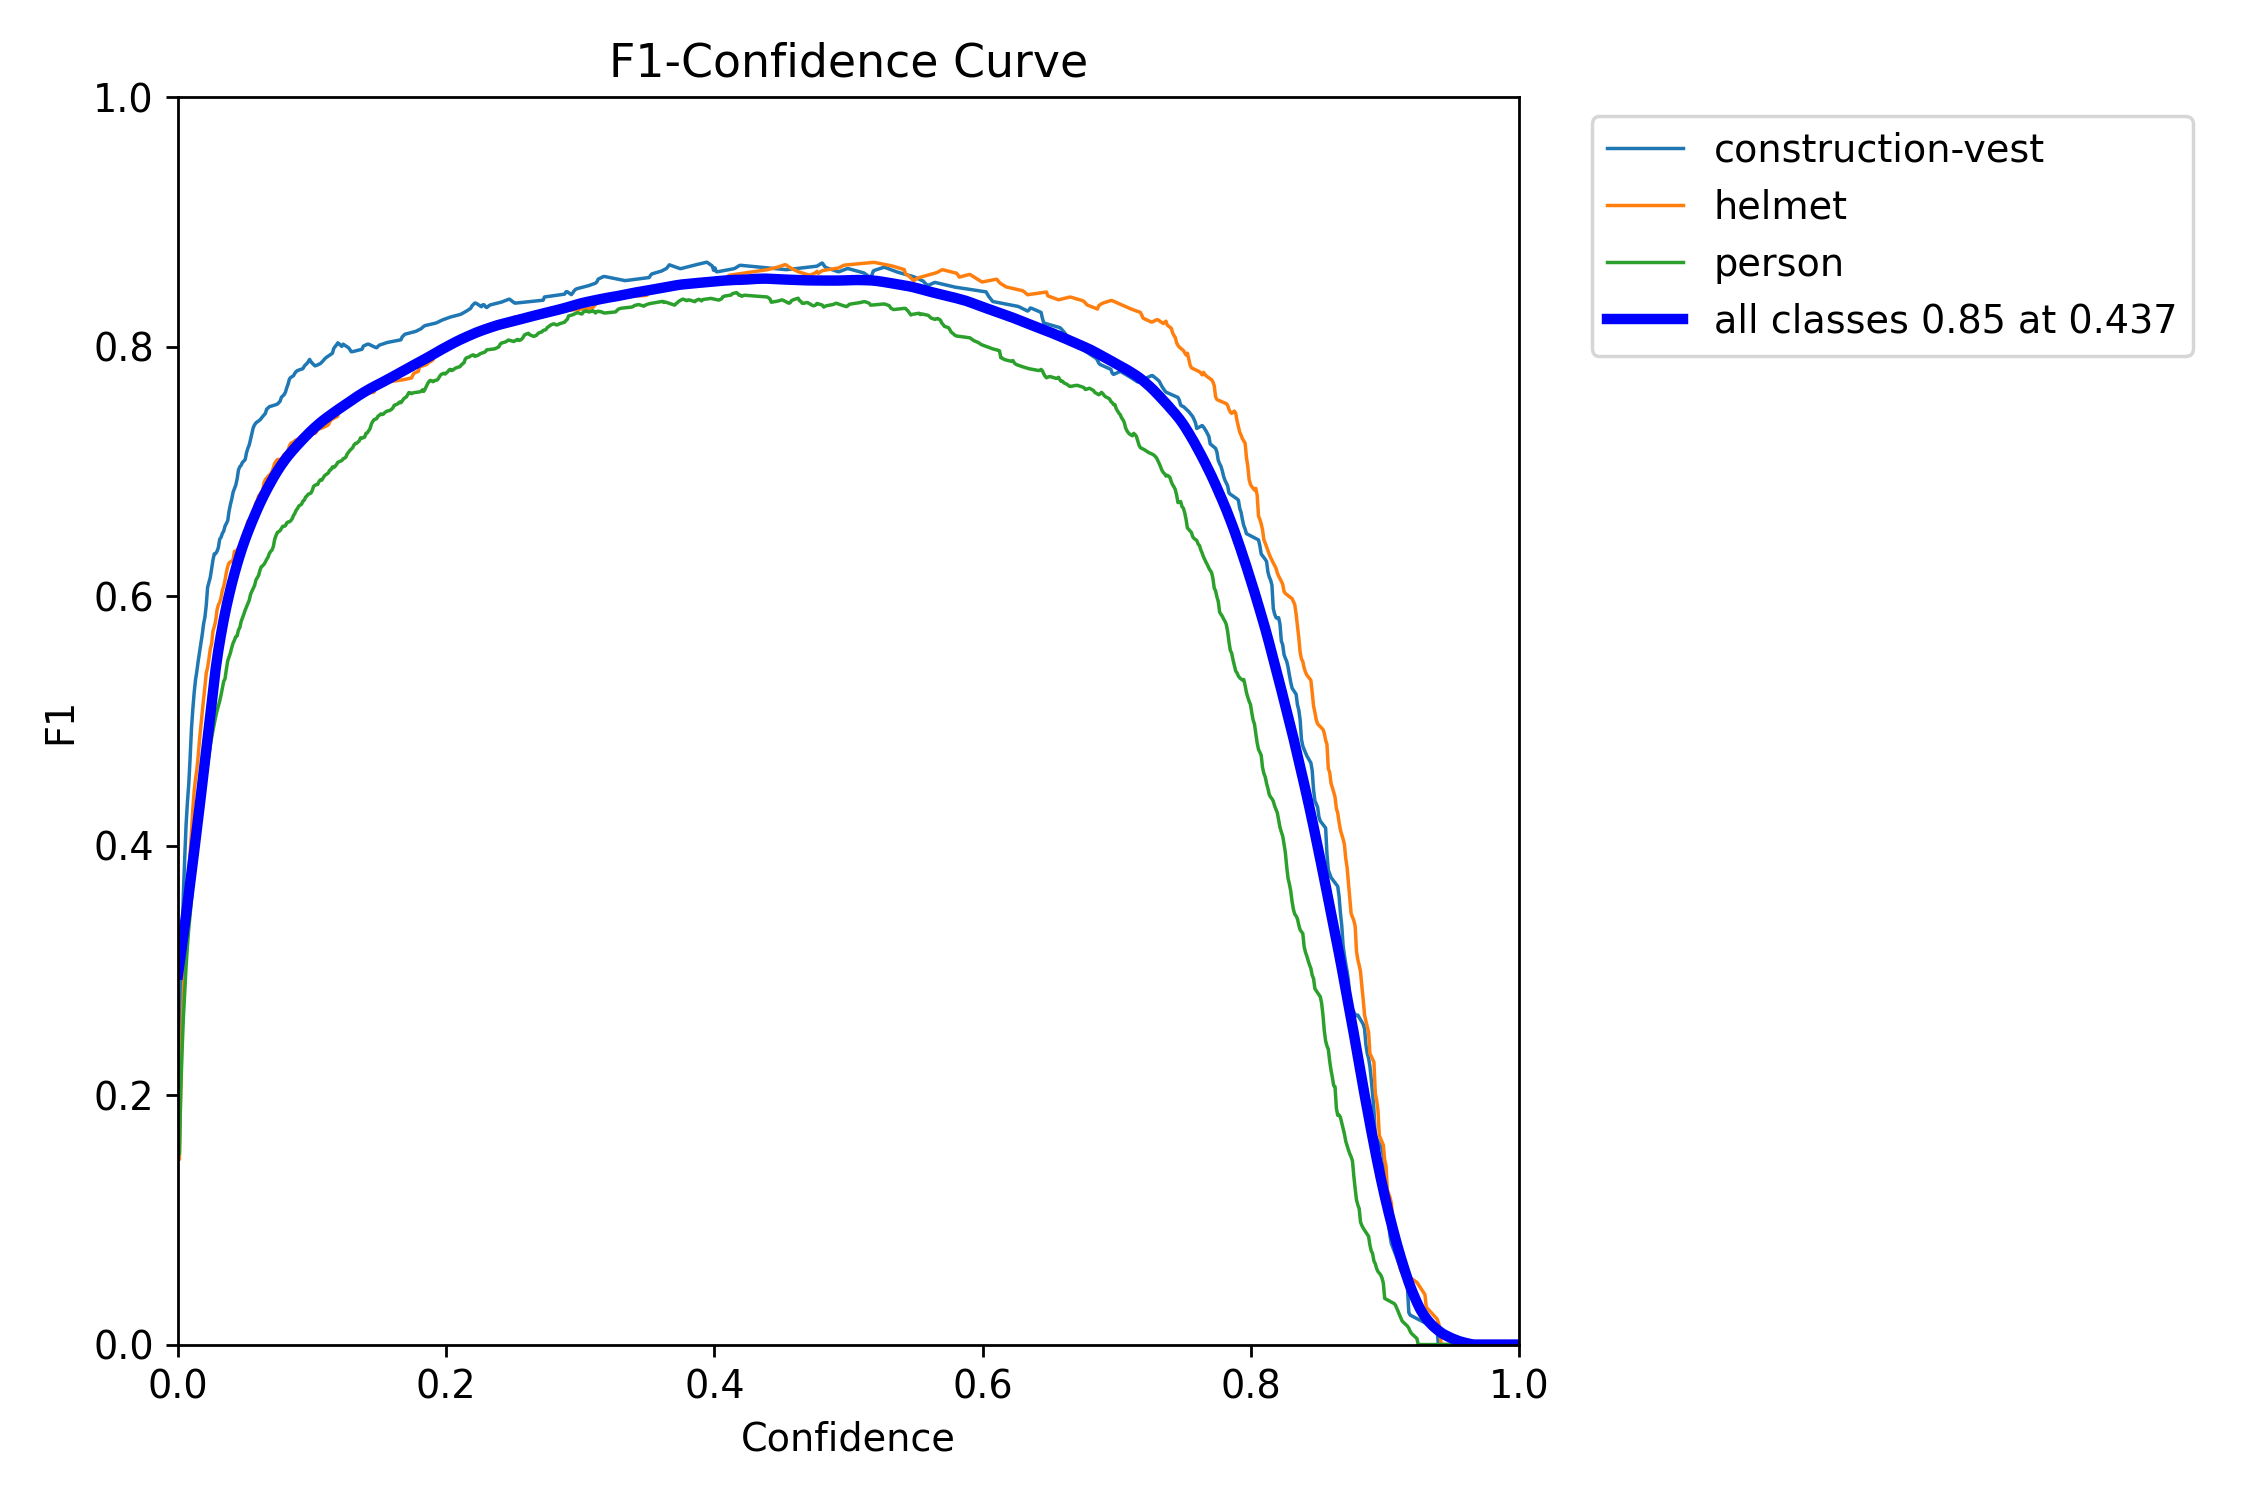 F1-Confidence Curve
1.0
0.8
0.6
0.4
0.2
0.0
F1
0.0 0.2 0.4 0.6 0.8 1.0
Confidence
construction-vest
helmet
person
all classes 0.85 at 0.437